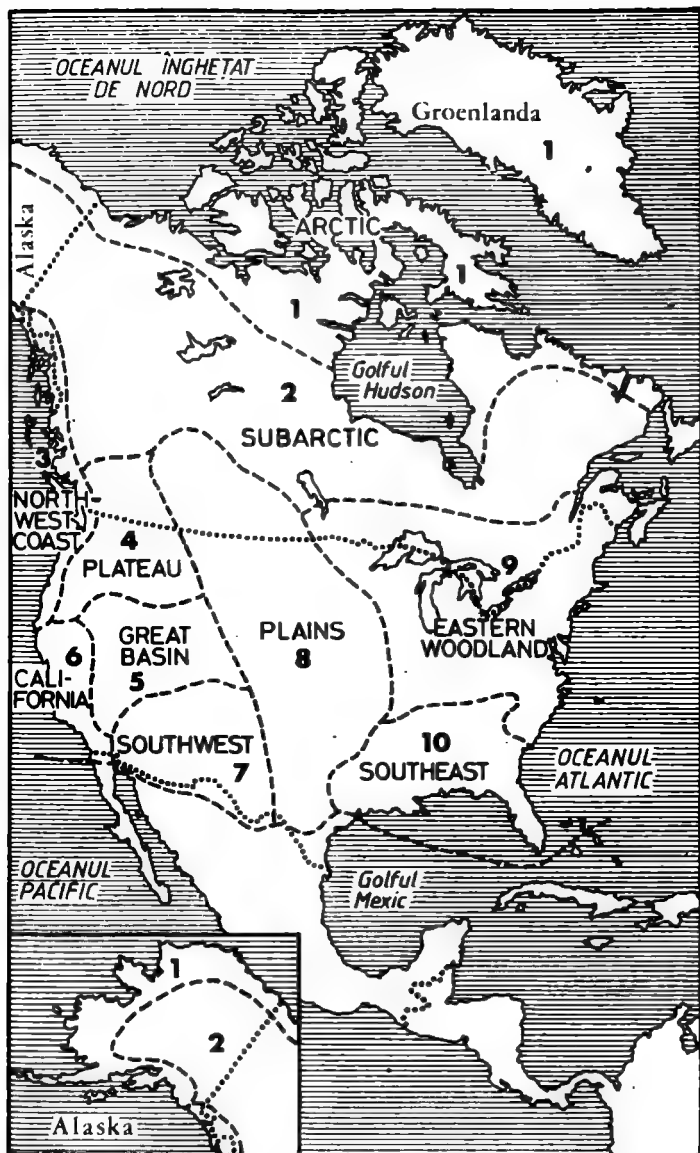 OCEANUL ÎNGHEȚAT
DE NORD
Groenlanda
1
Alaska
ARCTIC
1
1
Golful
Hudson
2
SUBARCTIC
3
NORTH
WEST
COAST
4
PLATEAU
9
EASTERN
WOODLAND
6
CALI-
FORNIA
GREAT
BASIN
5
PLAINS
8
SOUTHWEST
7
10
SOUTHEAST
OCEANUL
ATLANTIC
OCEANUL
PACIFIC
Golful
Mexic
1
2
Alaska